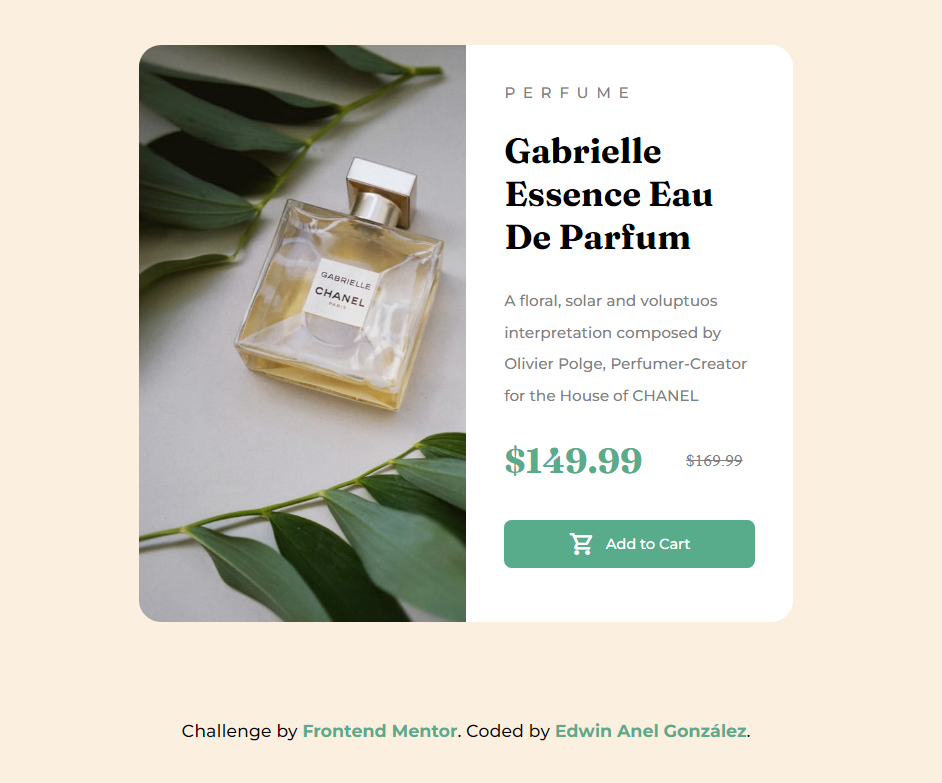 GABRIELLE
CHANEL
PARIS
PERFUME
Gabrielle
Essence Eau
De Parfum
A floral, solar and voluptuos
interpretation composed by
Olivier Polge, Perfumer-Creator
for the House of CHANEL
$149.99 $169.99
Add to Cart
Challenge by Frontend Mentor. Coded by Edwin Anel González.